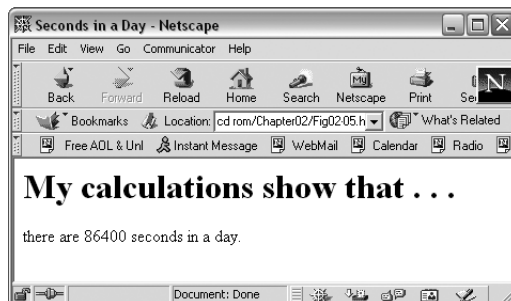 Seconds in a Day - Netscape
File Edit View Go Communicator Help
Back Forward Reload Home Search Netscape Print
My
N
Bookmarks Location: cd rom/Chapter02/Fig02-05.h What's Related
Free AOL & Unl Instant Message WebMail Calendar Radio
My calculations show that . . .
there are 86400 seconds in a day.
Document: Done